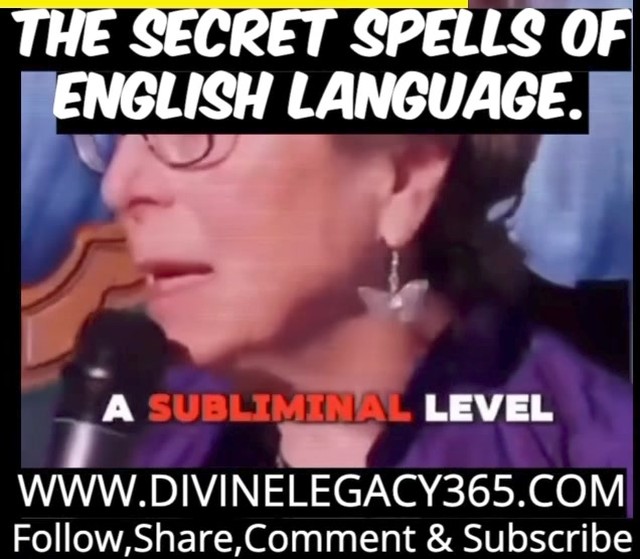 THE SECRET SPELLS OF
ENGLISH LANGUAGE.
A SUBLIMINAL LEVEL
WWW.DIVINELEGACY365.COM
Follow,Share,Comment & Subscribe